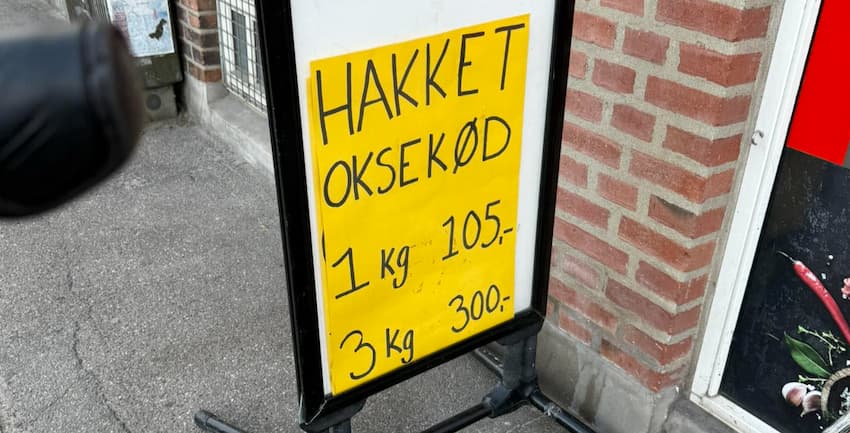 HAKKET
OKSEKØD
1 kg 105,-
3 kg 300,-